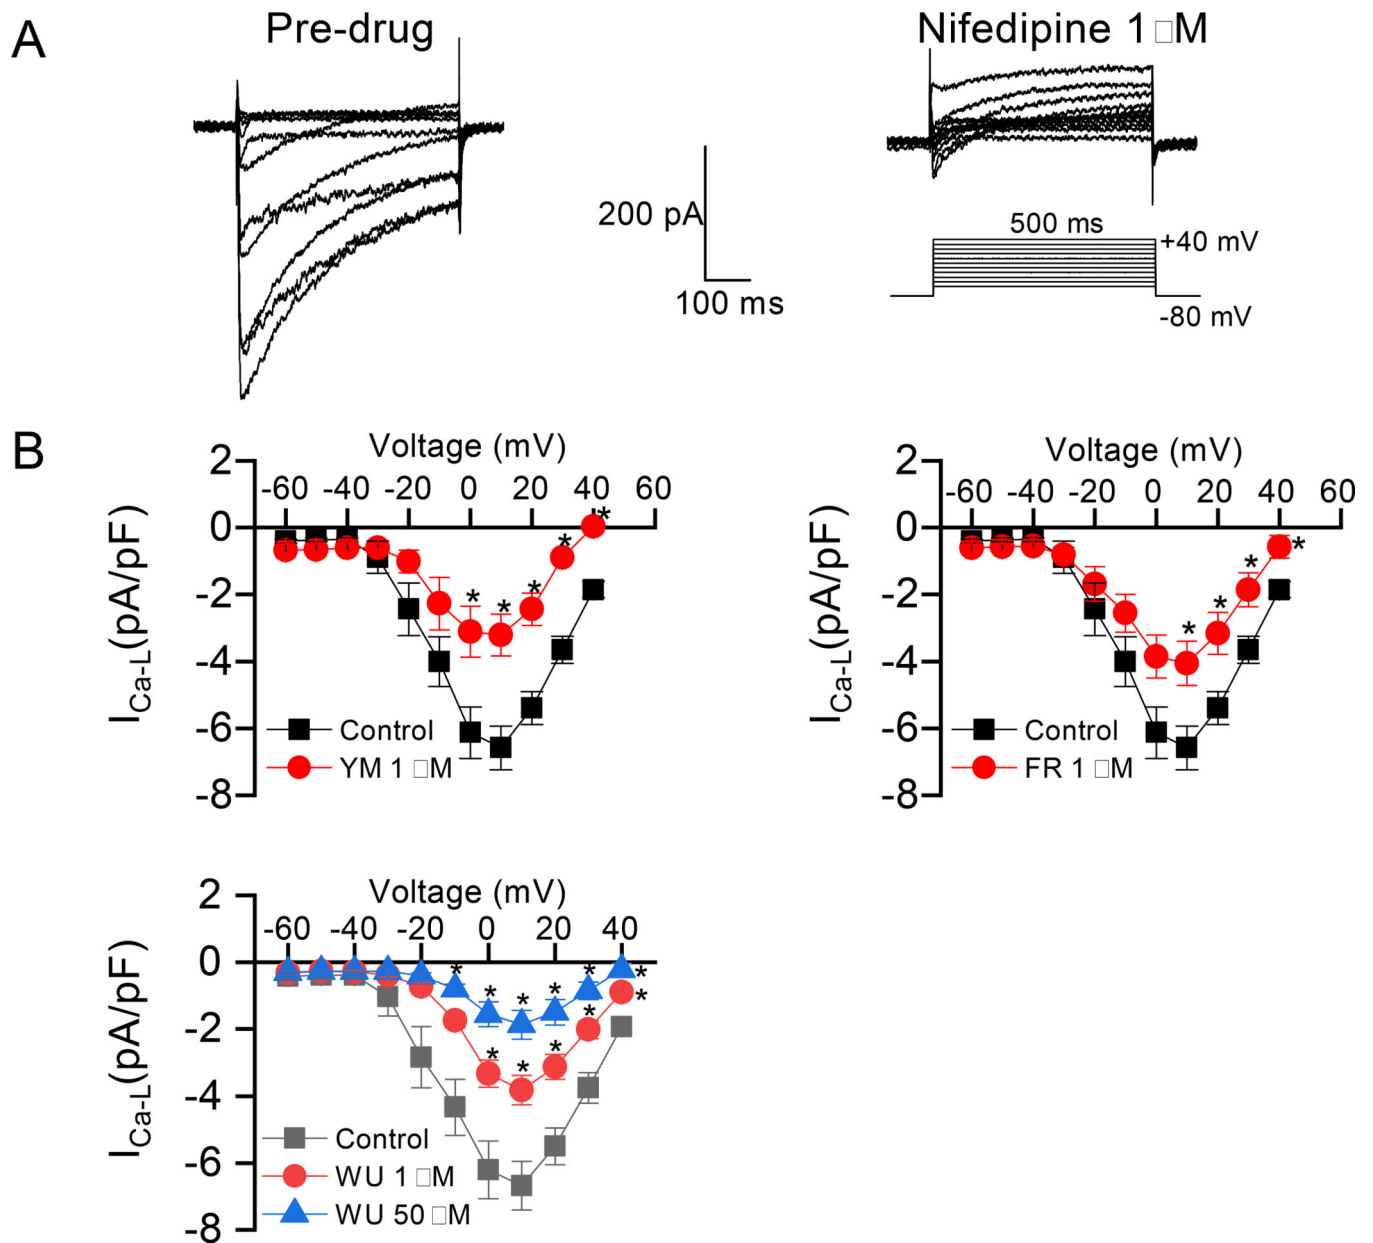 A
Pre-drug
Nifedipine 1 □M
200 pA
100 ms
500 ms
+40 mV
-80 mV
B
Voltage (mV)
-60 -40 -20 0 20 40 60
2
0
-2
-4
-6
-8
I Ca-L (pA/pF)
Control
YM 1 □M
* * * * *
Voltage (mV)
-60 -40 -20 0 20 40 60
2
0
-2
-4
-6
-8
I Ca-L (pA/pF)
Control
FR 1 □M
* * * *
Voltage (mV)
-60 -40 -20 0 20 40
2
0
-2
-4
-6
-8
I Ca-L (pA/pF)
* * * * * *
* * * * *
Control
WU 1 □M
WU 50 □M